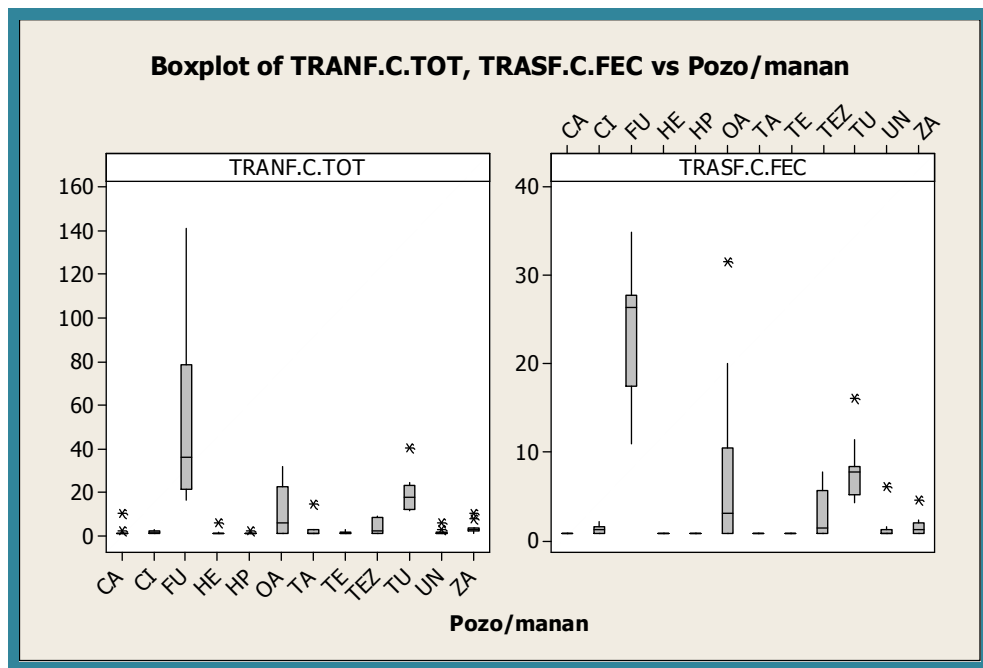 Boxplot of TRANF.C.TOT, TRASF.C.FEC vs Pozo/manan
CA CI FU HE HP OA TA TE TEZ TU UN ZA
TRANF.C.TOT
TRASF.C.FEC
160
140
120
100
80
60
40
20
0
40
30
20
10
0
CA CI FU HE HP OA TA TE TEZ TU UN ZA
Pozo/manan